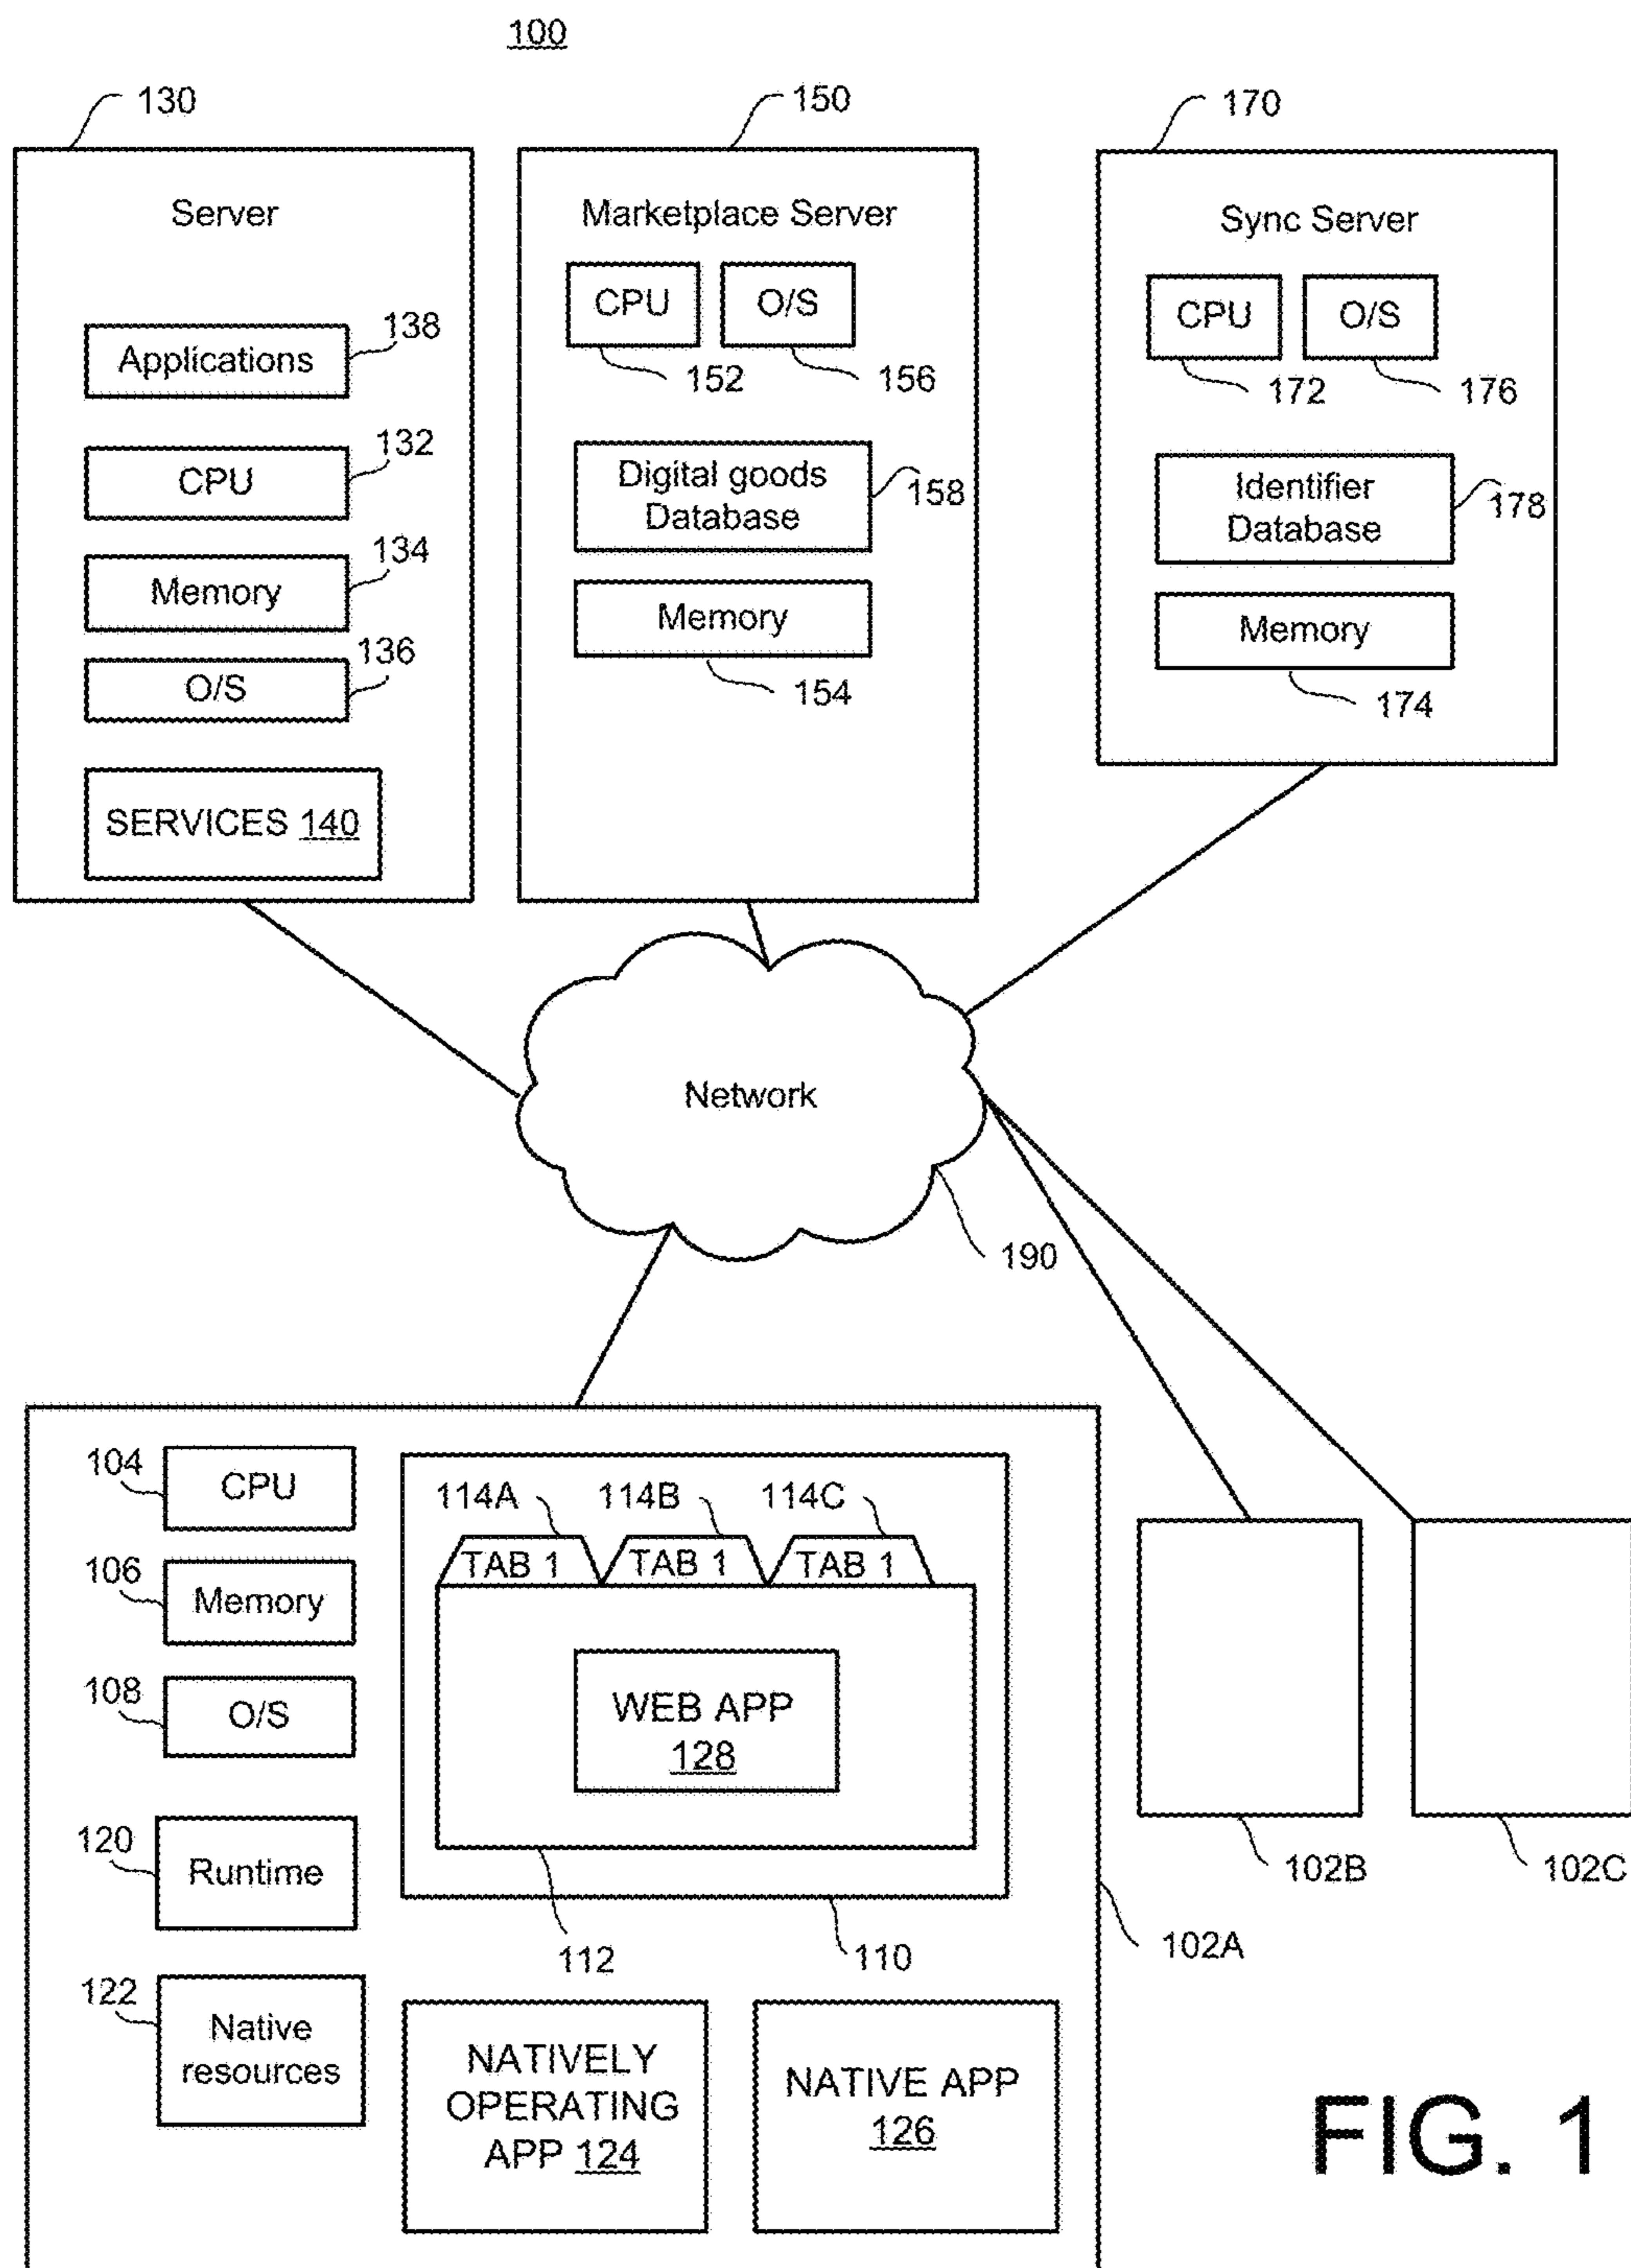 100
130
150
170
Server
Marketplace Server
Sync Server
Applications
138
CPU
132
Memory
134
O/S
136
SERVICES 140
CPU
O/S
152
156
Digital goods
Database
158
Memory
154
CPU
O/S
172
176
Identifier
Database
178
Memory
174
Network
190
104
CPU
106
Memory
108
O/S
120
Runtime
122
Native
resources
114A
114B
114C
TAB 1
TAB 1
TAB 1
WEB APP
128
112
110
NATIVELY
OPERATING
APP 124
NATIVE APP
126
102A
102B
102C
FIG. 1